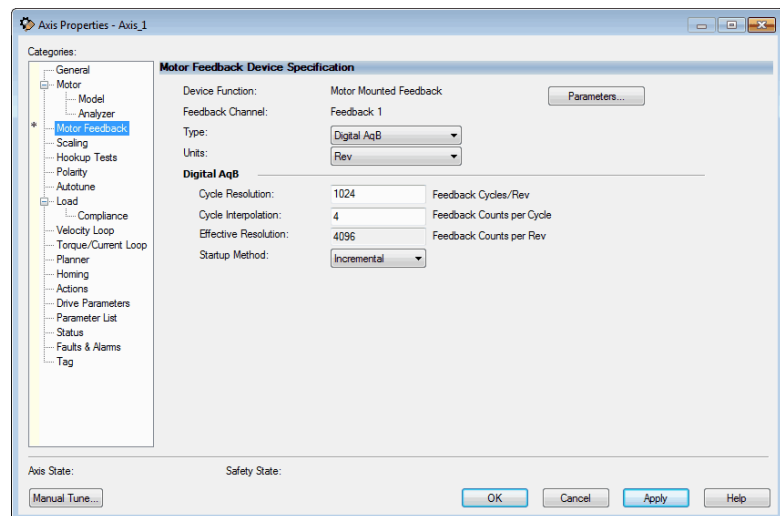 Axis Properties - Axis_1
Categories:
General
Motor
Model
Analyzer
* Motor Feedback
Scaling
Hookup Tests
Polarity
Autotune
Load
Compliance
Velocity Loop
Torque/Current Loop
Planner
Homing
Actions
Drive Parameters
Parameter List
Status
Faults & Alarms
Tag
Motor Feedback Device Specification
Device Function: Motor Mounted Feedback Parameters...
Feedback Channel: Feedback 1
Type: Digital AqB
Units: Rev
Digital AqB
Cycle Resolution: 1024 Feedback Cycles/Rev
Cycle Interpolation: 4 Feedback Counts per Cycle
Effective Resolution: 4096 Feedback Counts per Rev
Startup Method: Incremental
Axis State: Safety State:
Manual Tune... OK Cancel Apply Help